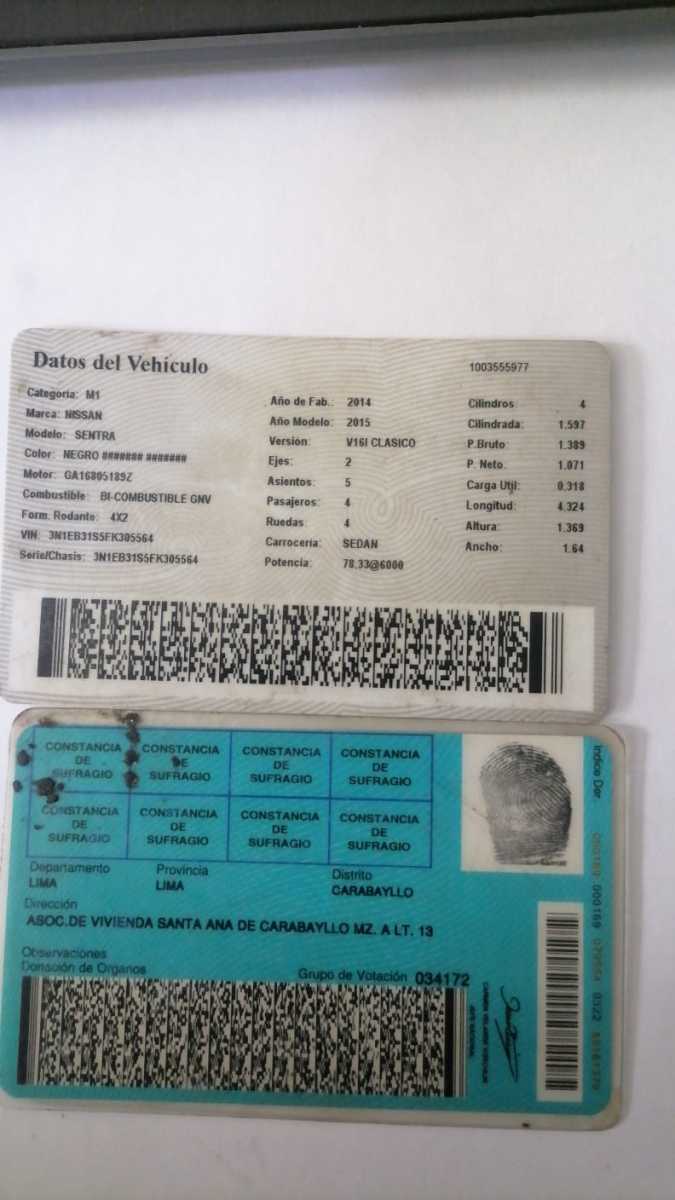 Datos del Vehículo
1003555977
Categoria: M1
Marca: NISSAN
Modelo: SENTRA
Color: NEGRO ####### #######
Motor: GA16805189Z
Combustible: BI-COMBUSTIBLE GNV
Form. Rodante: 4X2
VIN: 3N1EB31S5FK305564
Serie/Chasis: 3N1EB31S5FK305564
Año de Fab.: 2014
Año Modelo: 2015
Versión: V16I CLASICO
Ejes: 2
Asientos: 5
Pasajeros: 4
Ruedas: 4
Carrocería: SEDAN
Potencia: 78.33@6000
Cilindros: 4
Cilindrada: 1.597
P.Bruto: 1.389
P. Neto: 1.071
Carga Util: 0.318
Longitud: 4.324
Altura: 1.369
Ancho: 1.64
CONSTANCIA DE SUFRAGIO
CONSTANCIA DE SUFRAGIO
CONSTANCIA DE SUFRAGIO
CONSTANCIA DE SUFRAGIO
CONSTANCIA DE SUFRAGIO
CONSTANCIA DE SUFRAGIO
CONSTANCIA DE SUFRAGIO
CONSTANCIA DE SUFRAGIO
Indice Der
Departamento
LIMA
Provincia
LIMA
Distrito
CARABAYLLO
Dirección
ASOC.DE VIVIENDA SANTA ANA DE CARABAYLLO MZ. A LT. 13
Observaciones
Donación de Organos
Grupo de Votación 034172
JEFE NACIONAL